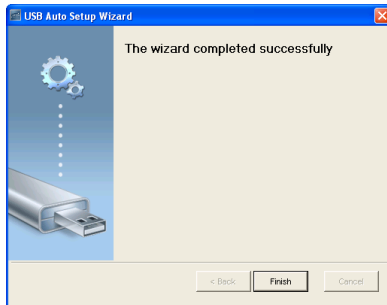 USB Auto Setup Wizard
The wizard completed successfully
< Back
Finish
Cancel